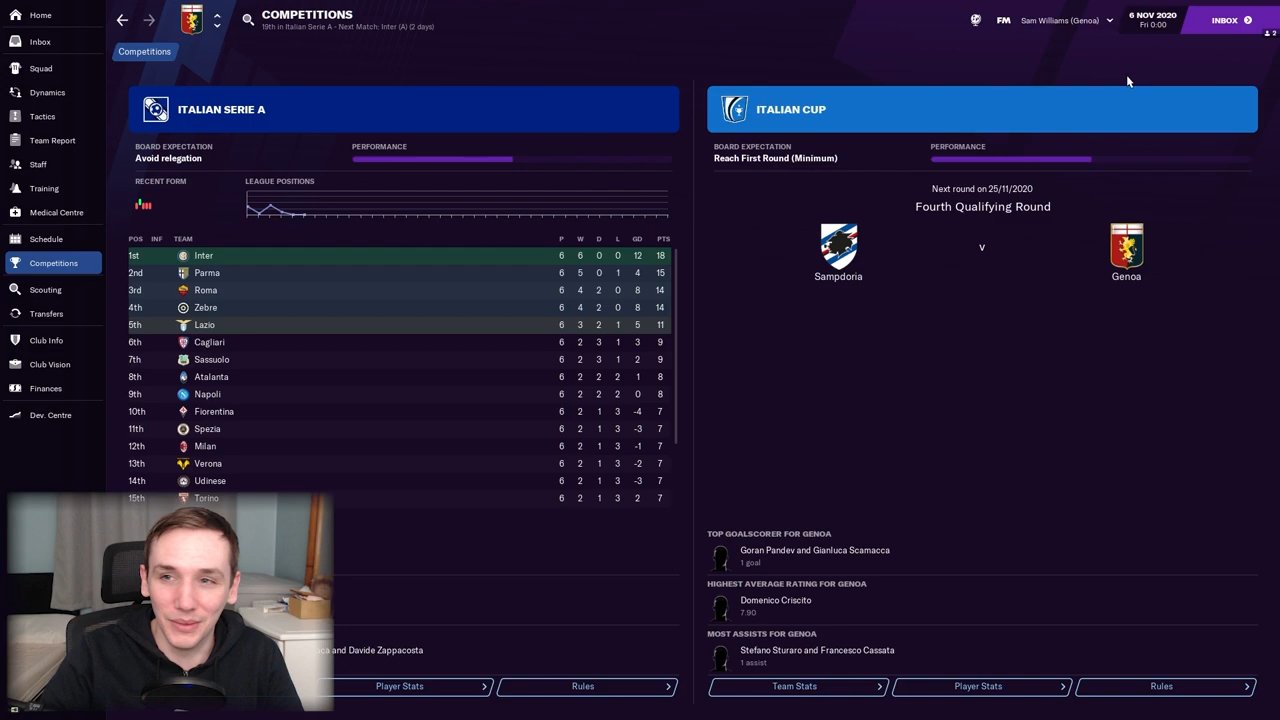 Home
Inbox
Squad
Dynamics
Tactics
Team Report
Staff
Training
Medical Centre
Schedule
Competitions
Scouting
Transfers
Club Info
Club Vision
Finances
Dev. Centre
COMPETITIONS
19th in Italian Serie A - Next Match: Inter (A) (2 days)
FM
Sam Williams (Genoa)
6 NOV 2020
Fri 0:00
INBOX
2
Competitions
ITALIAN SERIE A
BOARD EXPECTATION
Avoid relegation
PERFORMANCE
RECENT FORM
LEAGUE POSITIONS
POS INF TEAM P W D L GD PTS
1st Inter 6 6 0 0 12 18
2nd Parma 6 5 0 1 4 15
3rd Roma 6 4 2 0 8 14
4th Zebre 6 4 2 0 8 14
5th Lazio 6 3 2 1 5 11
6th Cagliari 6 2 3 1 3 9
7th Sassuolo 6 2 3 1 2 9
8th Atalanta 6 2 2 2 1 8
9th Napoli 6 2 2 2 0 8
10th Fiorentina 6 2 1 3 -4 7
11th Spezia 6 2 1 3 -3 7
12th Milan 6 2 1 3 -1 7
13th Verona 6 2 1 3 -2 7
14th Udinese 6 2 1 3 -3 7
15th Torino 6 2 1 3 2 7
and Davide Zappacosta
Player Stats
Rules
ITALIAN CUP
BOARD EXPECTATION
Reach First Round (Minimum)
PERFORMANCE
Next round on 25/11/2020
Fourth Qualifying Round
v
Sampdoria
Genoa
TOP GOALSCORER FOR GENOA
Goran Pandev and Gianluca Scamacca
1 goal
HIGHEST AVERAGE RATING FOR GENOA
Domenico Criscito
7.90
MOST ASSISTS FOR GENOA
Stefano Sturaro and Francesco Cassata
1 assist
Team Stats
Player Stats
Rules